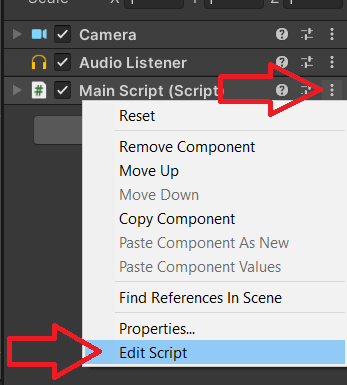 Camera
Audio Listener
# Main Script (Script)
Reset
Remove Component
Move Up
Move Down
Copy Component
Paste Component As New
Paste Component Values
Find References In Scene
Properties...
Edit Script